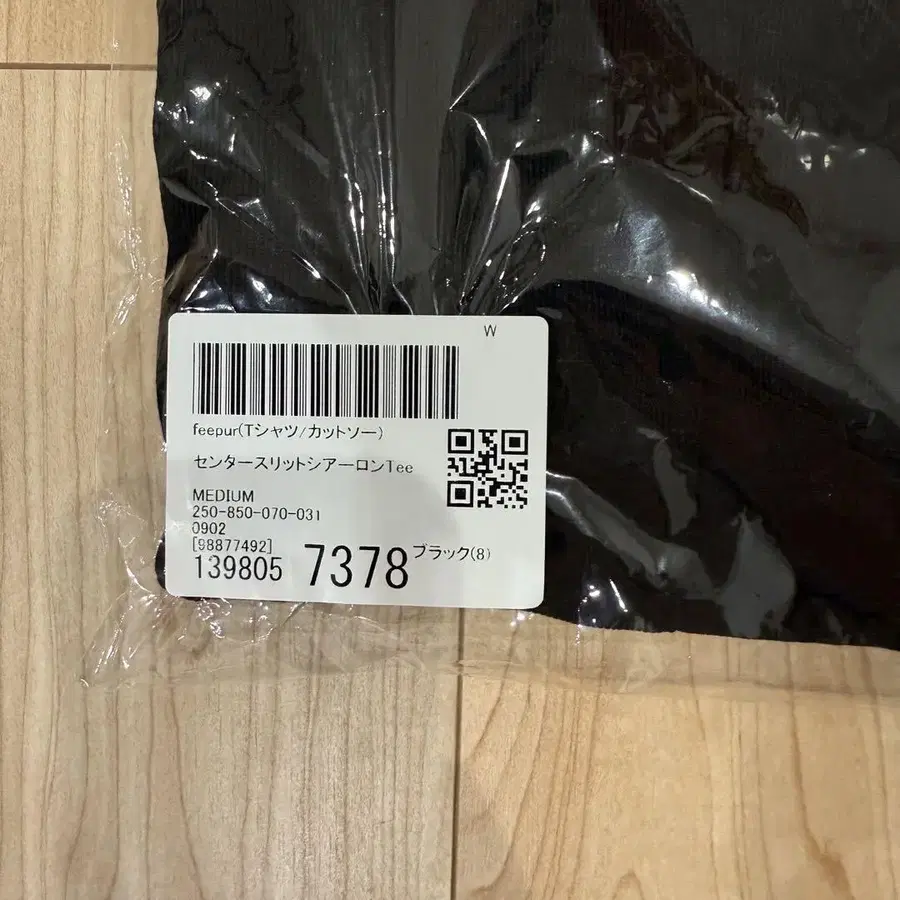 W
feepur(Tシャツ/カットソー)
センタースリットシアーロンTee
MEDIUM
250-850-070-031
0902
[98877492]
139805 7378 ブラック(8)